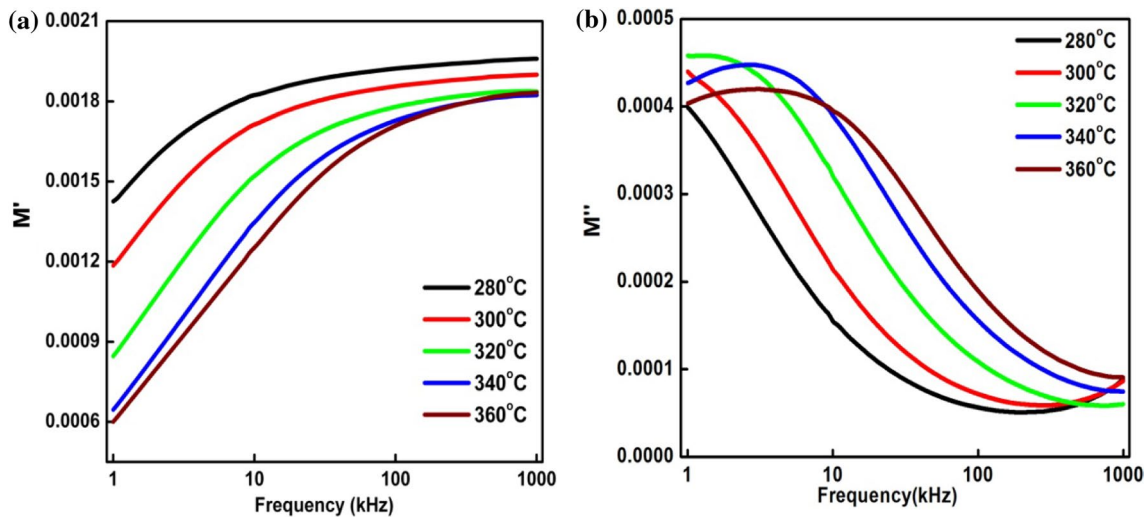 (a)
0.0021
0.0018
0.0015
0.0012
0.0009
0.0006
M'
280°C
300°C
320°C
340°C
360°C
1 10 100 1000
Frequency (kHz)
(b)
0.0005
0.0004
0.0003
0.0002
0.0001
0.0000
M''
280°C
300°C
320°C
340°C
360°C
1 10 100 1000
Frequency(kHz)